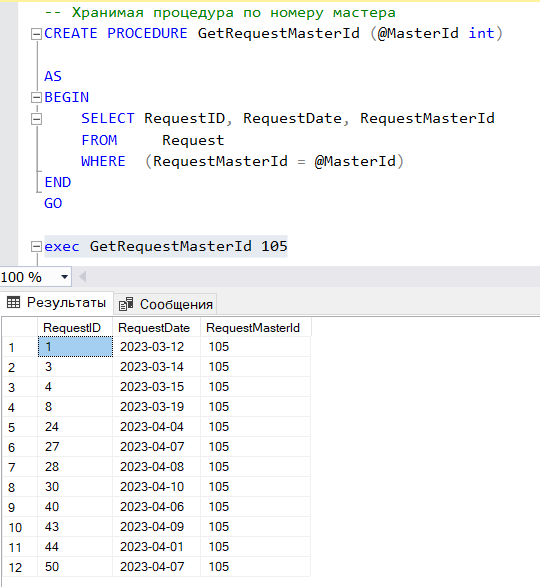 -- Хранимая процедура по номеру мастера
CREATE PROCEDURE GetRequestMasterId (@MasterId int)
AS
BEGIN
SELECT RequestID, RequestDate, RequestMasterId
FROM Request
WHERE (RequestMasterId = @MasterId)
END
GO
exec GetRequestMasterId 105
100 %
Результаты Сообщения
RequestID RequestDate RequestMasterId
1 1 2023-03-12 105
2 3 2023-03-14 105
3 4 2023-03-15 105
4 8 2023-03-19 105
5 24 2023-04-04 105
6 27 2023-04-07 105
7 28 2023-04-08 105
8 30 2023-04-10 105
9 40 2023-04-06 105
10 43 2023-04-09 105
11 44 2023-04-01 105
12 50 2023-04-07 105